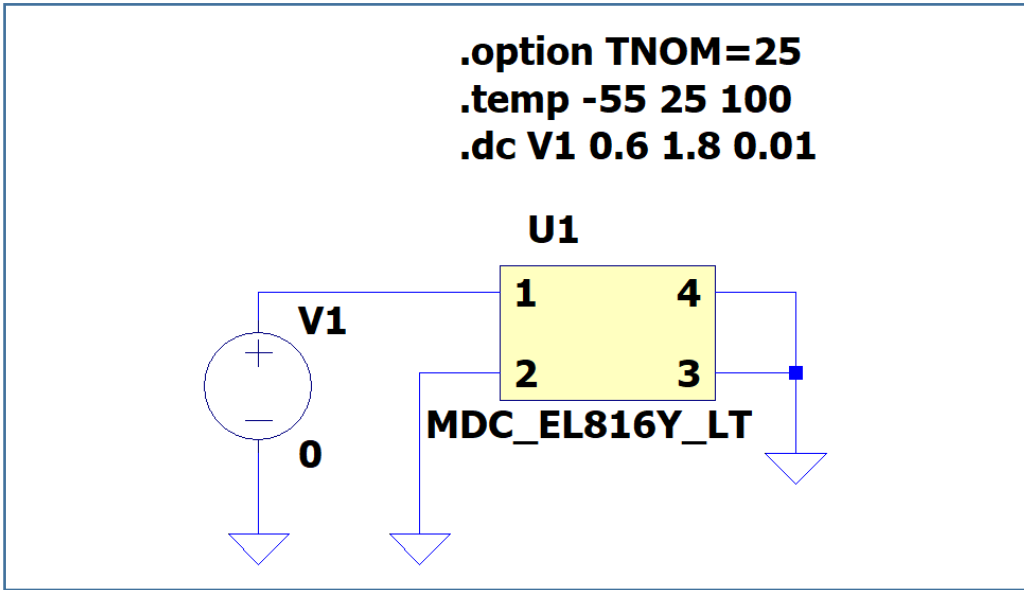 .option TNOM=25
.temp -55 25 100
.dc V1 0.6 1.8 0.01
U1
1 4
V1
2 3
MDC_EL816Y_LT
0